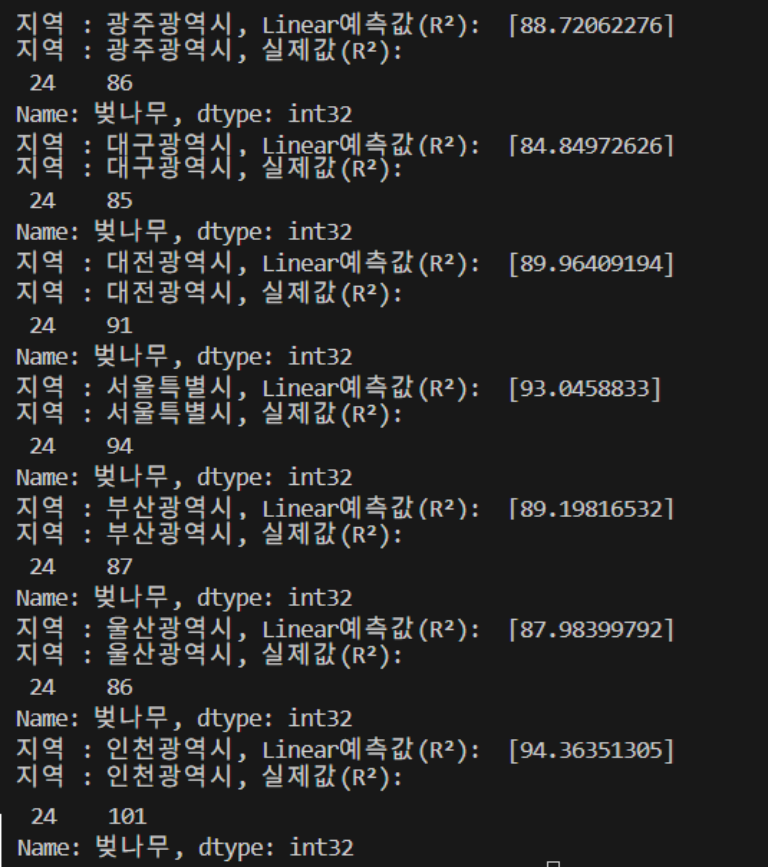 지역 : 광주광역시, Linear예측값(R²):  [88.72062276]
지역 : 광주광역시, 실제값(R²):
24    86
Name: 벚나무, dtype: int32
지역 : 대구광역시, Linear예측값(R²):  [84.84972626]
지역 : 대구광역시, 실제값(R²):
24    85
Name: 벚나무, dtype: int32
지역 : 대전광역시, Linear예측값(R²):  [89.96409194]
지역 : 대전광역시, 실제값(R²):
24    91
Name: 벚나무, dtype: int32
지역 : 서울특별시, Linear예측값(R²):  [93.0458833]
지역 : 서울특별시, 실제값(R²):
24    94
Name: 벚나무, dtype: int32
지역 : 부산광역시, Linear예측값(R²):  [89.19816532]
지역 : 부산광역시, 실제값(R²):
24    87
Name: 벚나무, dtype: int32
지역 : 울산광역시, Linear예측값(R²):  [87.98399792]
지역 : 울산광역시, 실제값(R²):
24    86
Name: 벚나무, dtype: int32
지역 : 인천광역시, Linear예측값(R²):  [94.36351305]
지역 : 인천광역시, 실제값(R²):
24    101
Name: 벚나무, dtype: int32